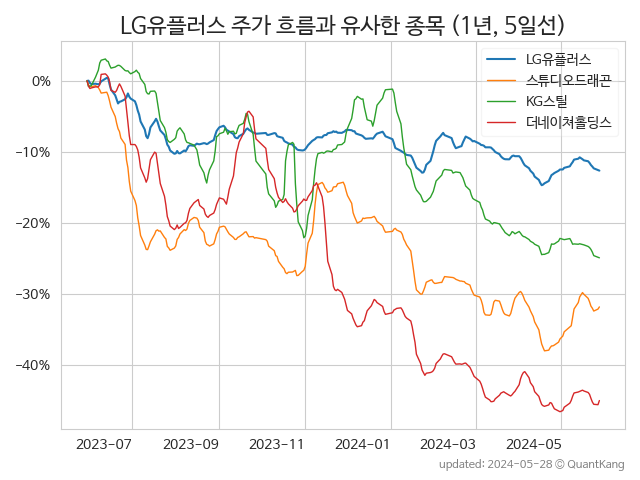 LG유플러스 주가 흐름과 유사한 종목 (1년, 5일선)
LG유플러스
스튜디오드래곤
KG스틸
더네이쳐홀딩스
0%
−10%
−20%
−30%
−40%
2023-07 2023-09 2023-11 2024-01 2024-03 2024-05
updated: 2024-05-28 © QuantKang